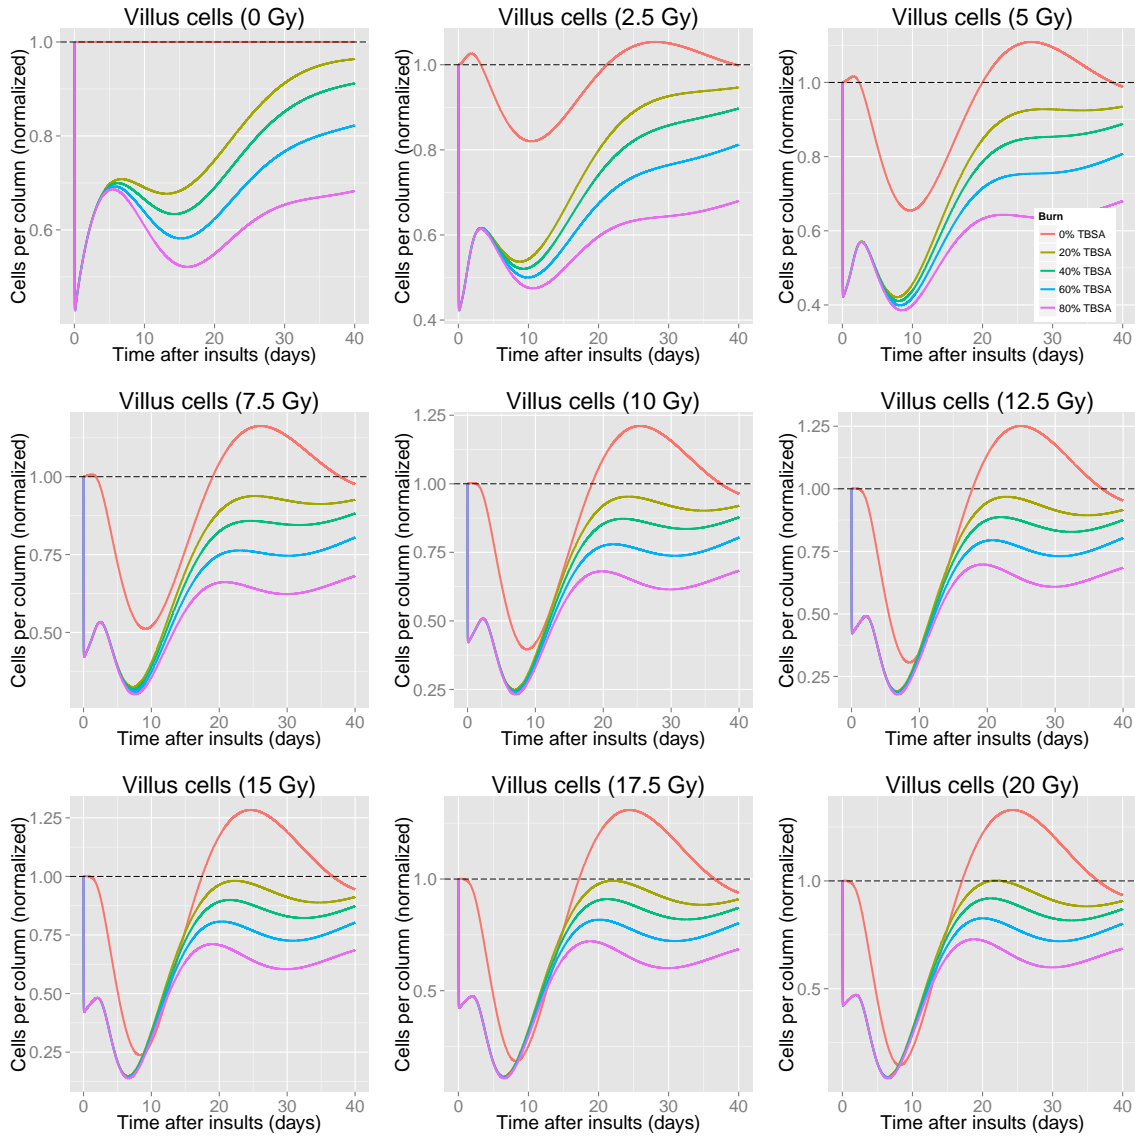 Villus cells (0 Gy)
Cells per column (normalized)
1.0
0.8
0.6
0 10 20 30 40
Time after insults (days)
Villus cells (2.5 Gy)
Cells per column (normalized)
1.0
0.8
0.6
0.4
0 10 20 30 40
Time after insults (days)
Villus cells (5 Gy)
Cells per column (normalized)
1.0
0.8
0.6
0.4
Burn
0% TBSA
20% TBSA
40% TBSA
60% TBSA
80% TBSA
0 10 20 30 40
Time after insults (days)
Villus cells (7.5 Gy)
Cells per column (normalized)
1.00
0.75
0.50
0 10 20 30 40
Time after insults (days)
Villus cells (10 Gy)
Cells per column (normalized)
1.25
1.00
0.75
0.50
0.25
0 10 20 30 40
Time after insults (days)
Villus cells (12.5 Gy)
Cells per column (normalized)
1.25
1.00
0.75
0.50
0.25
0 10 20 30 40
Time after insults (days)
Villus cells (15 Gy)
Cells per column (normalized)
1.25
1.00
0.75
0.50
0.25
0 10 20 30 40
Time after insults (days)
Villus cells (17.5 Gy)
Cells per column (normalized)
1.0
0.5
0 10 20 30 40
Time after insults (days)
Villus cells (20 Gy)
Cells per column (normalized)
1.0
0.5
0 10 20 30 40
Time after insults (days)